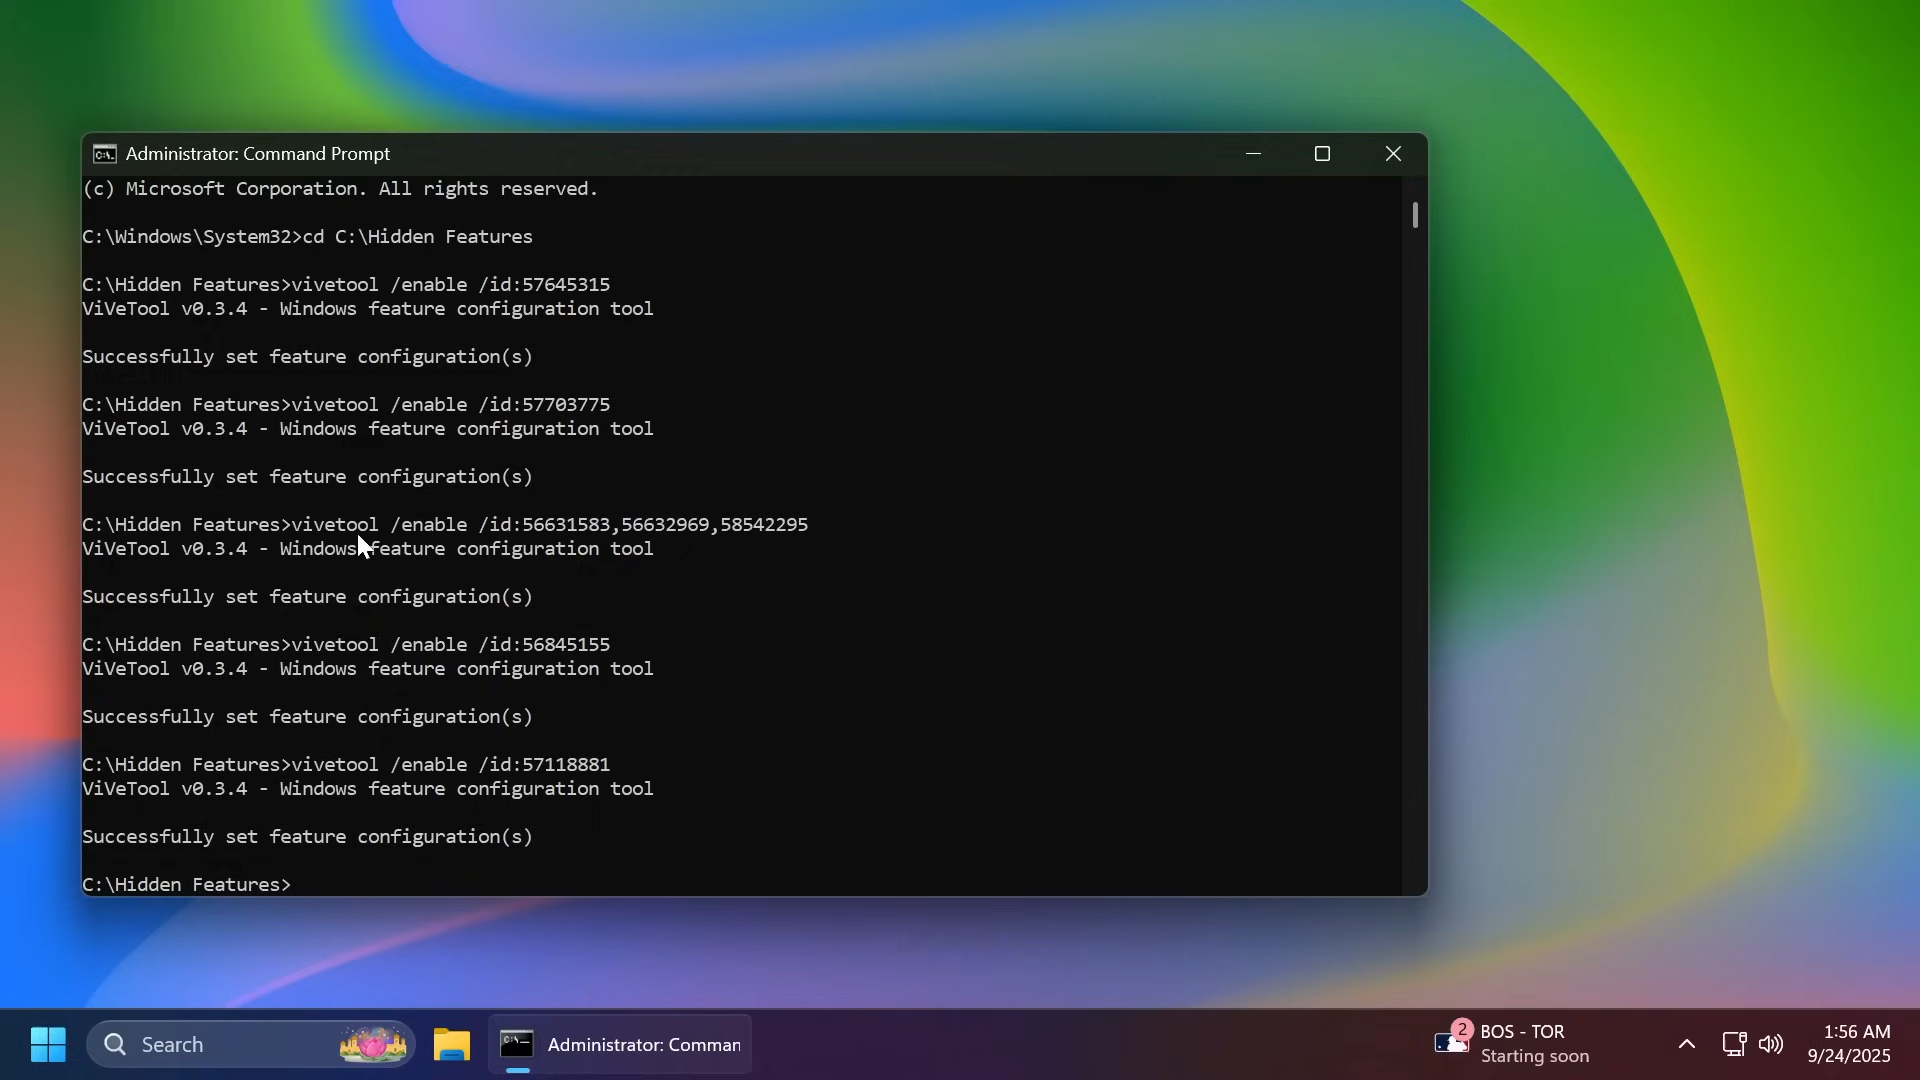 Administrator: Command Prompt
(c) Microsoft Corporation. All rights reserved.
C:\Windows\System32>cd C:\Hidden Features
C:\Hidden Features>vivetool /enable /id:57645315
ViVeTool v0.3.4 - Windows feature configuration tool
Successfully set feature configuration(s)
C:\Hidden Features>vivetool /enable /id:57703775
ViVeTool v0.3.4 - Windows feature configuration tool
Successfully set feature configuration(s)
C:\Hidden Features>vivetool /enable /id:56631583,56632969,58542295
ViVeTool v0.3.4 - Windows feature configuration tool
Successfully set feature configuration(s)
C:\Hidden Features>vivetool /enable /id:56845155
ViVeTool v0.3.4 - Windows feature configuration tool
Successfully set feature configuration(s)
C:\Hidden Features>vivetool /enable /id:57118881
ViVeTool v0.3.4 - Windows feature configuration tool
Successfully set feature configuration(s)
C:\Hidden Features>
Search
Administrator: Comman
2
BOS - TOR
Starting soon
1:56 AM
9/24/2025